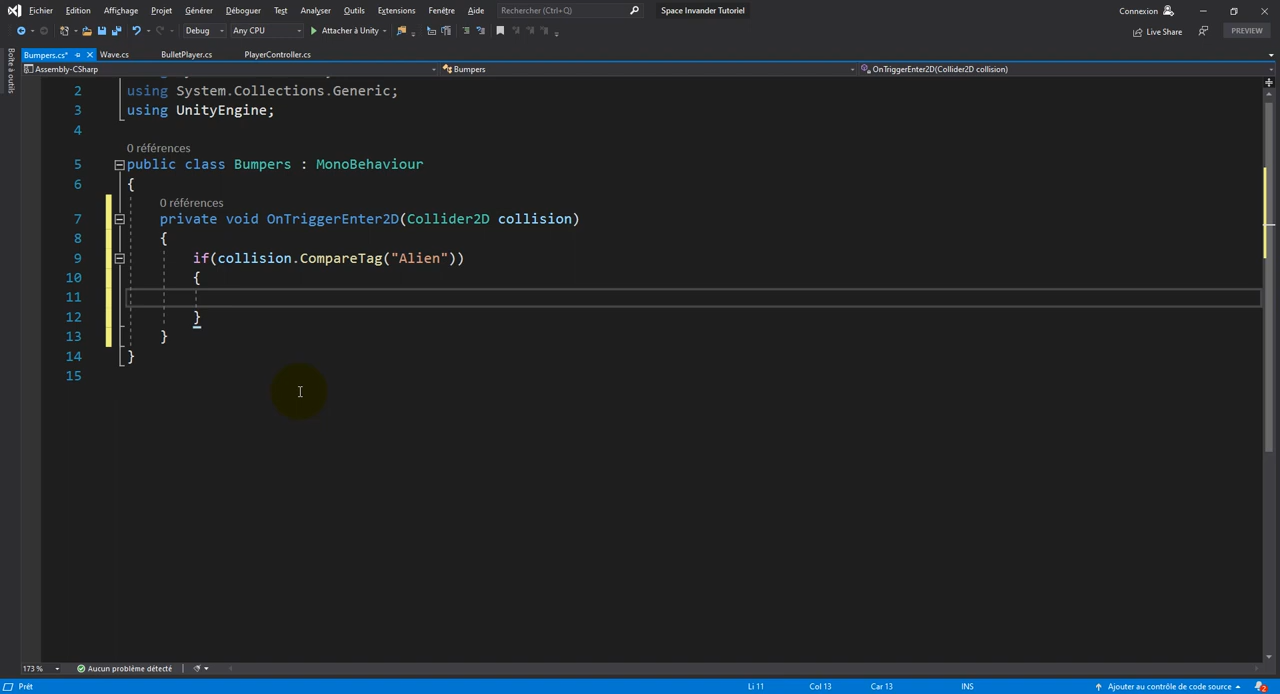 Fichier Edition Affichage Projet Générer Déboguer Test Analyser Outils Extensions Fenêtre Aide Rechercher (Ctrl+Q) Space Invander Tutoriel Connexion
Debug Any CPU Attacher à Unity Live Share PREVIEW
Boîte à outils
Bumpers.cs* Wave.cs BulletPlayer.cs PlayerController.cs
Assembly-CSharp Bumpers OnTriggerEnter2D(Collider2D collision)
2 using System.Collections.Generic;
3 using UnityEngine;
4
0 références
5 public class Bumpers : MonoBehaviour
6 {
0 références
7 private void OnTriggerEnter2D(Collider2D collision)
8 {
9 if(collision.CompareTag("Alien"))
10 {
11
12 }
13 }
14 }
15
173 % Aucun problème détecté
Prêt Li 11 Col 13 Car 13 INS Ajouter au contrôle de code source 2